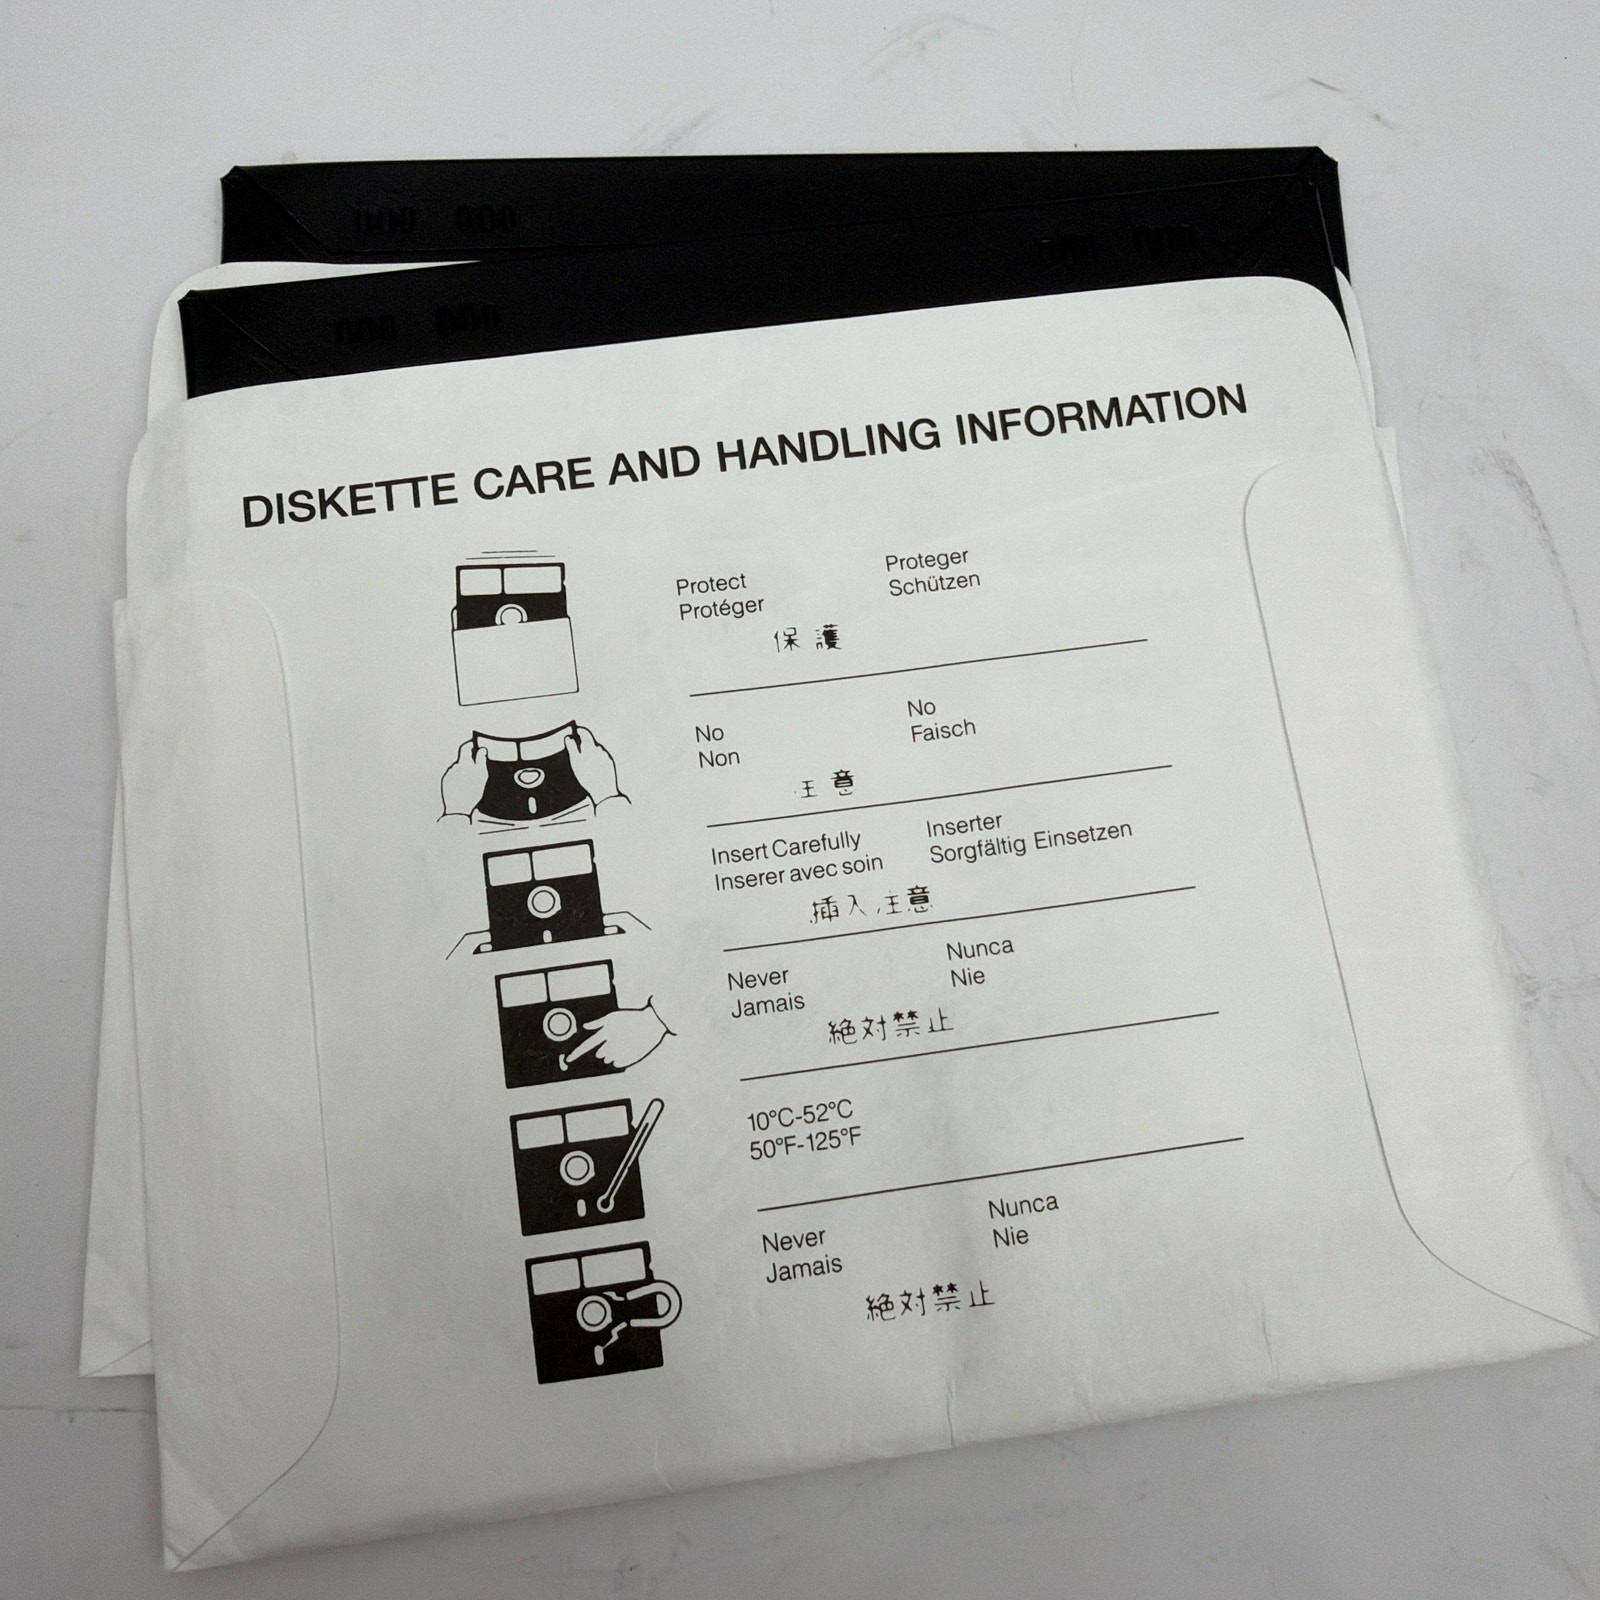 DISKETTE CARE AND HANDLING INFORMATION
Protect
Protéger
Proteger
Schützen
保護
No
Non
No
Faisch
注意
Insert Carefully
Inserer avec soin
Inserter
Sorgfältig Einsetzen
挿入注意
Never
Jamais
Nunca
Nie
絶対禁止
10°C-52°C
50°F-125°F
Never
Jamais
Nunca
Nie
絶対禁止